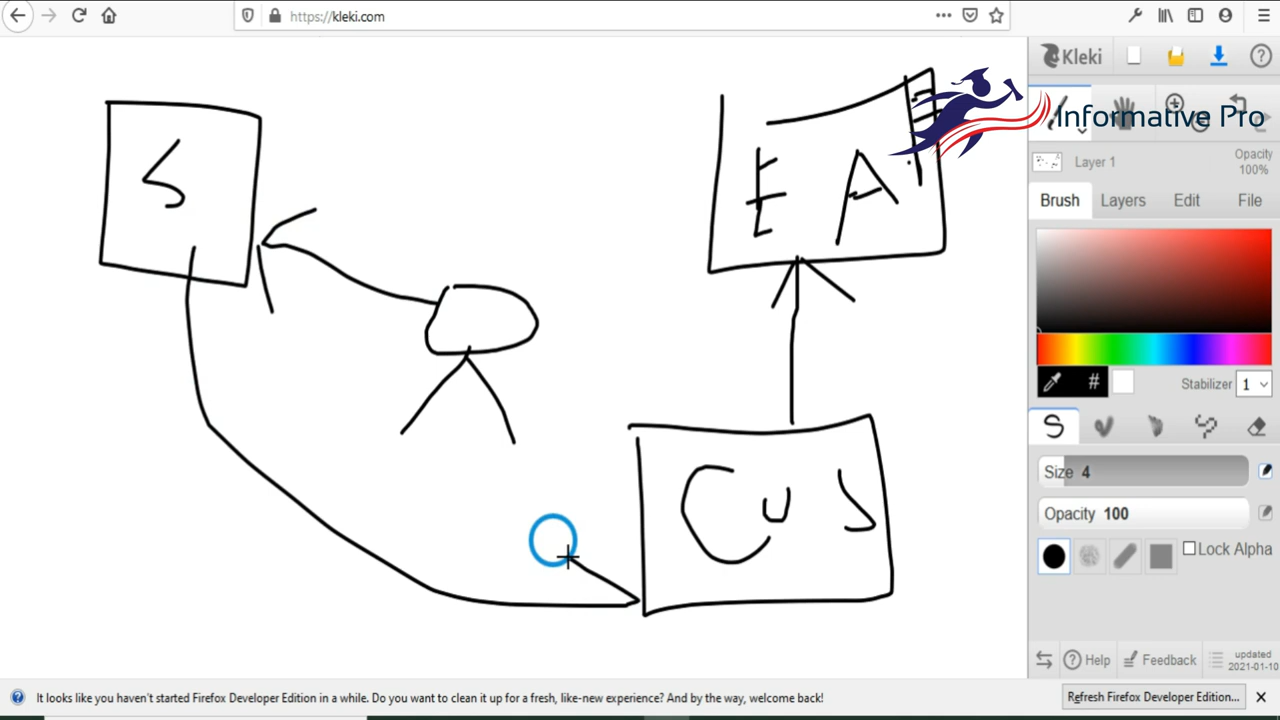 https://kleki.com
Kleki
Informative Pro
Layer 1
Opacity
100%
Brush Layers Edit File
S
E A
# Stabilizer 1
Size 4
Opacity 100
Lock Alpha
Cus
Help Feedback updated
2021-01-10
It looks like you haven't started Firefox Developer Edition in a while. Do you want to clean it up for a fresh, like-new experience? And by the way, welcome back! Refresh Firefox Developer Edition...